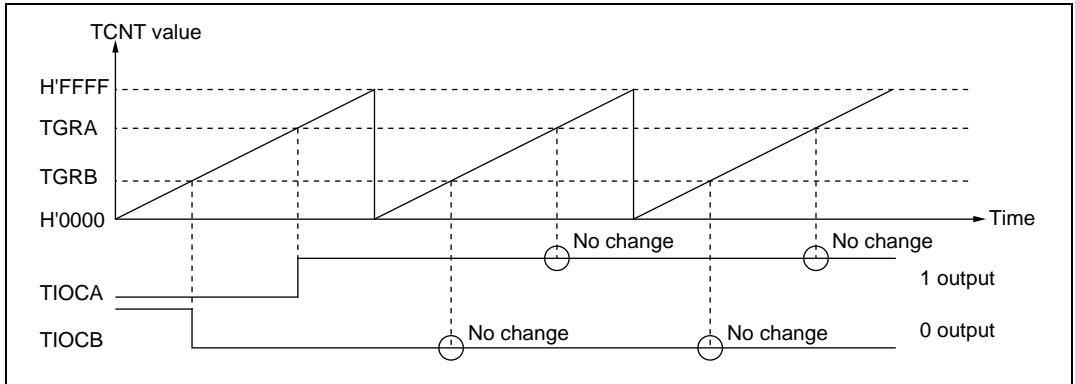 TCNT value
H'FFFF
TGRA
TGRB
H'0000
Time
No change
No change
1 output
TIOCA
No change
No change
0 output
TIOCB